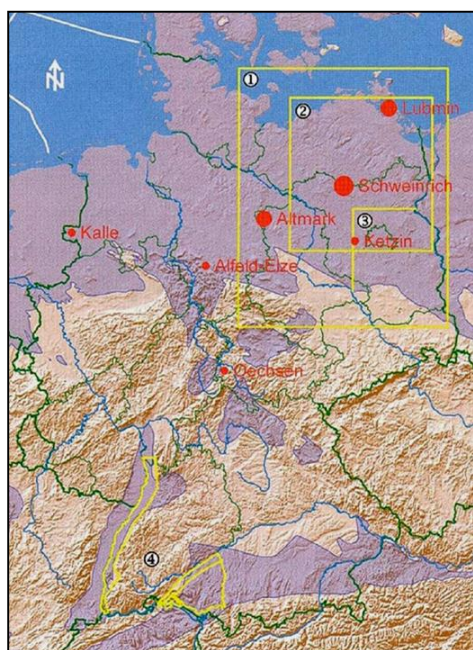 ①
N
②
Lubmin
Schweinrich
③
Altmark
Kalle
Ketzin
Alfeld-Elze
Oechsen
④